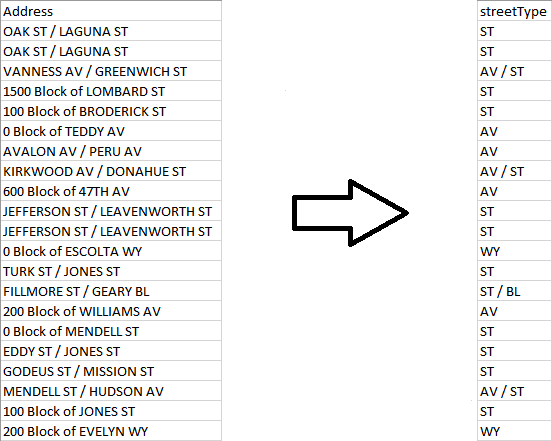 Address streetType
OAK ST / LAGUNA ST ST
OAK ST / LAGUNA ST ST
VANNESS AV / GREENWICH ST AV / ST
1500 Block of LOMBARD ST ST
100 Block of BRODERICK ST ST
0 Block of TEDDY AV AV
AVALON AV / PERU AV AV
KIRKWOOD AV / DONAHUE ST AV / ST
600 Block of 47TH AV AV
JEFFERSON ST / LEAVENWORTH ST ST
JEFFERSON ST / LEAVENWORTH ST ST
0 Block of ESCOLTA WY WY
TURK ST / JONES ST ST
FILLMORE ST / GEARY BL ST / BL
200 Block of WILLIAMS AV AV
0 Block of MENDELL ST ST
EDDY ST / JONES ST ST
GODEUS ST / MISSION ST ST
MENDELL ST / HUDSON AV AV / ST
100 Block of JONES ST ST
200 Block of EVELYN WY WY